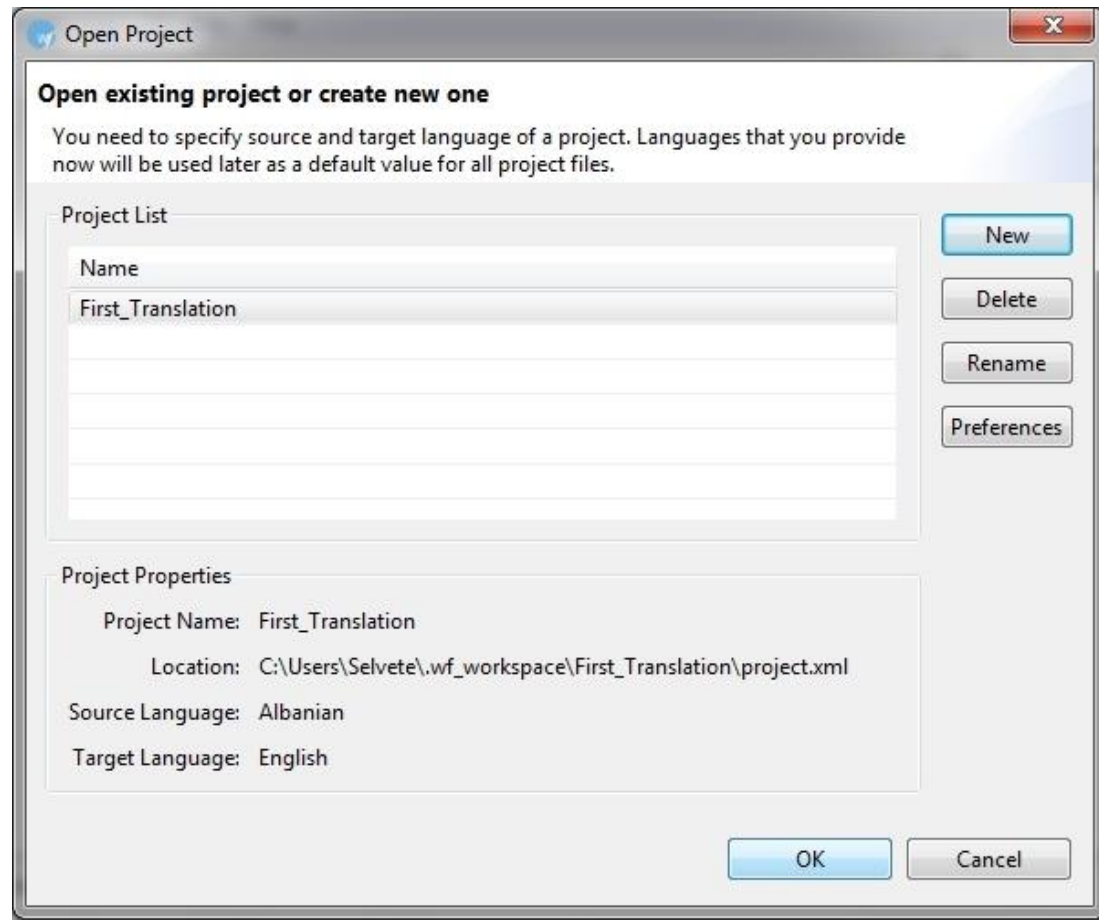 Open Project
Open existing project or create new one
You need to specify source and target language of a project. Languages that you provide
now will be used later as a default value for all project files.
Project List
Name
First_Translation
New
Delete
Rename
Preferences
Project Properties
Project Name: First_Translation
Location: C:\Users\Selvete\.wf_workspace\First_Translation\project.xml
Source Language: Albanian
Target Language: English
OK Cancel